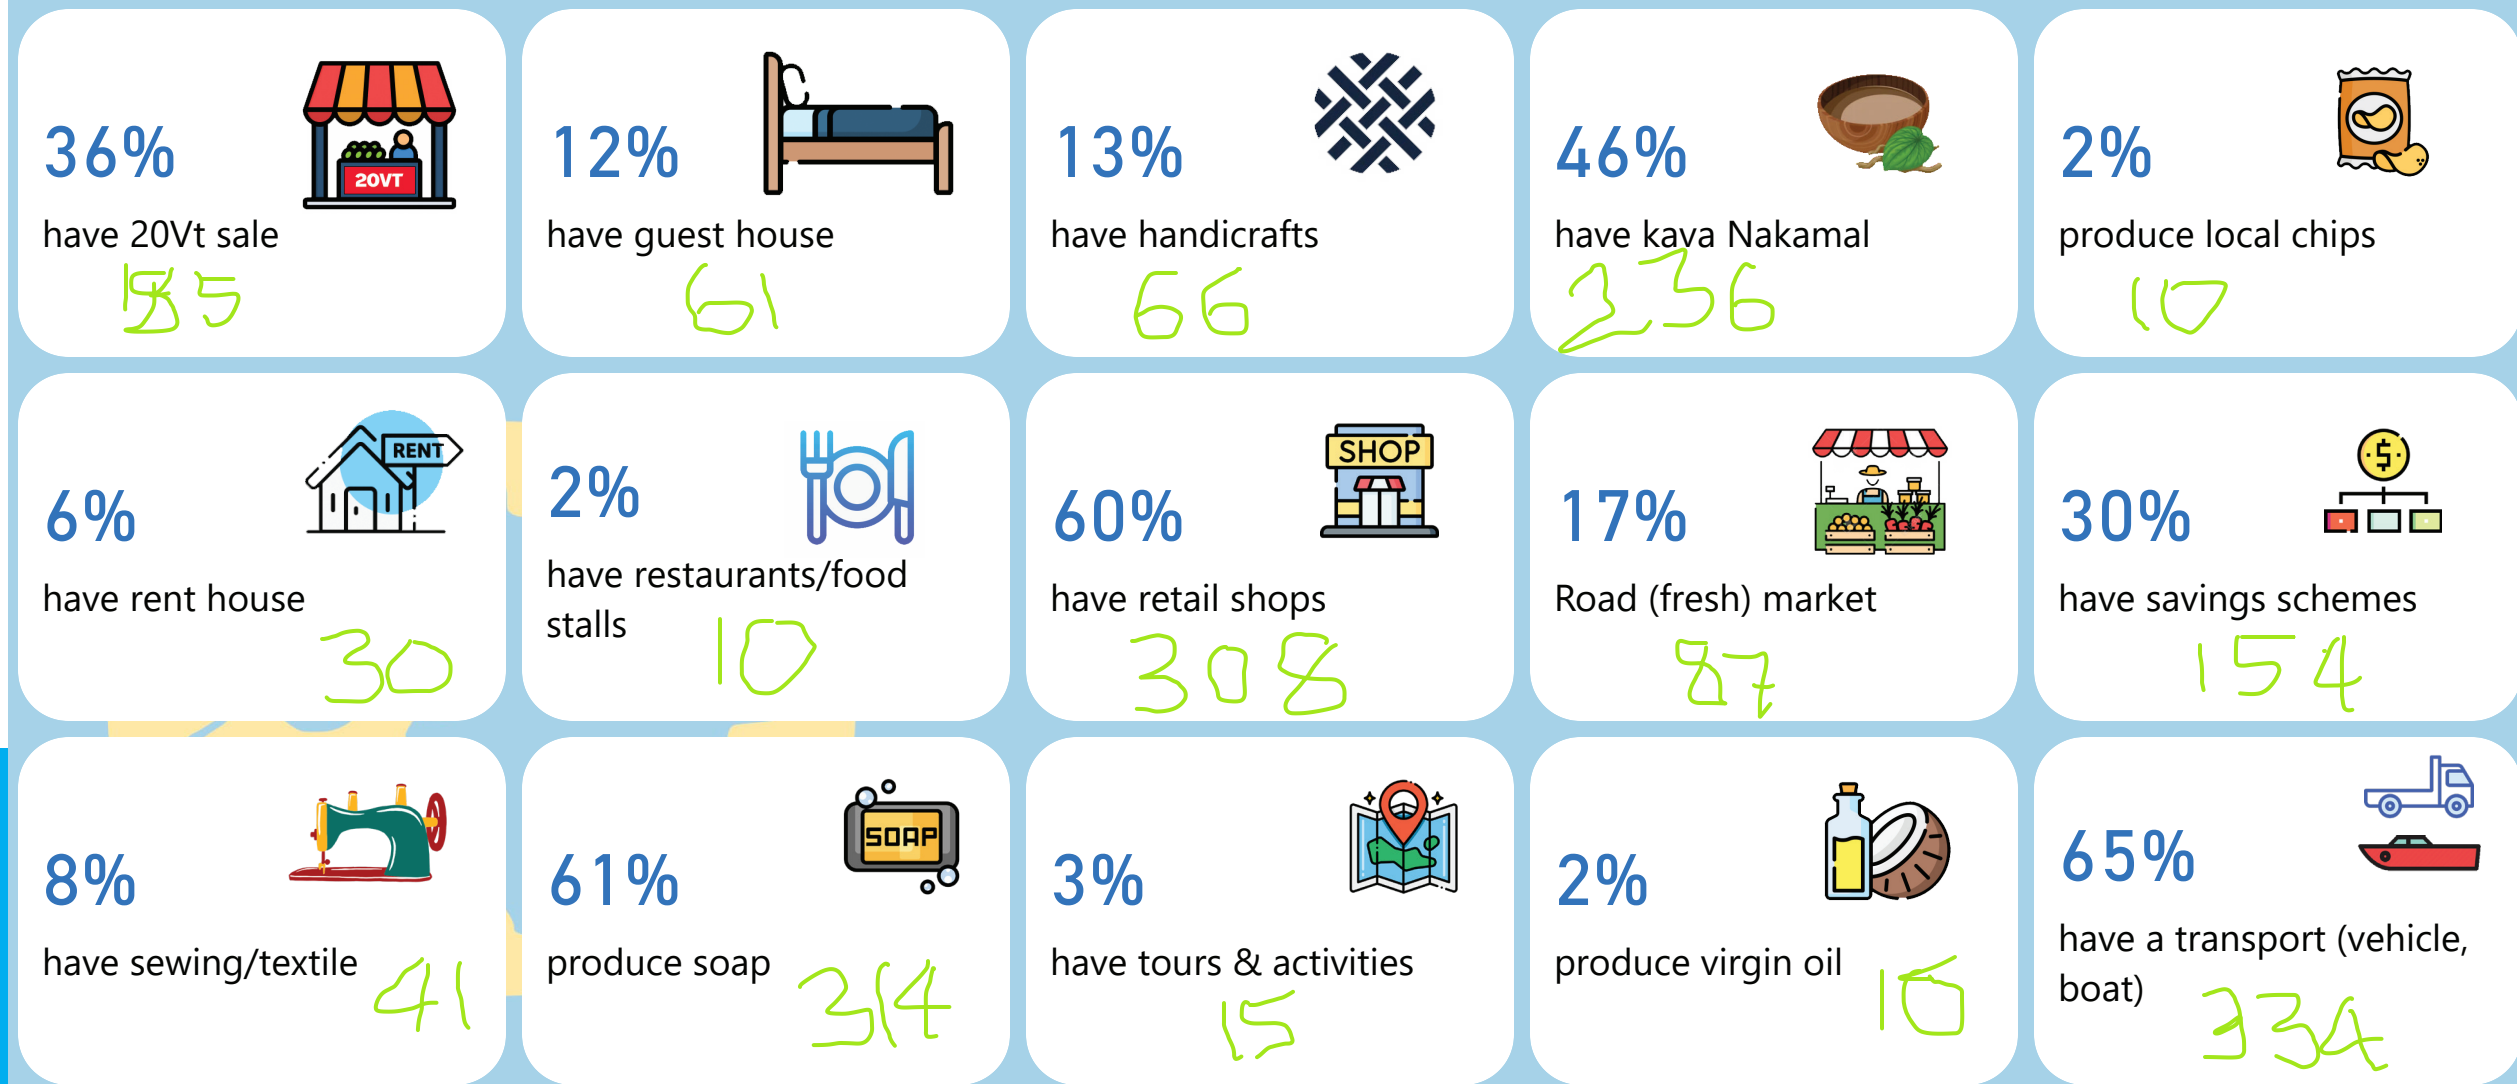 36%
20VT
have 20Vt sale
185
12%
have guest house
61
13%
have handicrafts
66
46%
have kava Nakamal
236
2%
produce local chips
10
6%
RENT
have rent house
30
2%
have restaurants/food
stalls
10
60%
SHOP
have retail shops
308
17%
Road (fresh) market
87
30%
$
have savings schemes
154
8%
have sewing/textile
41
61%
SOAP
produce soap
314
3%
have tours & activities
15
2%
produce virgin oil
10
65%
have a transport (vehicle,
boat)
334